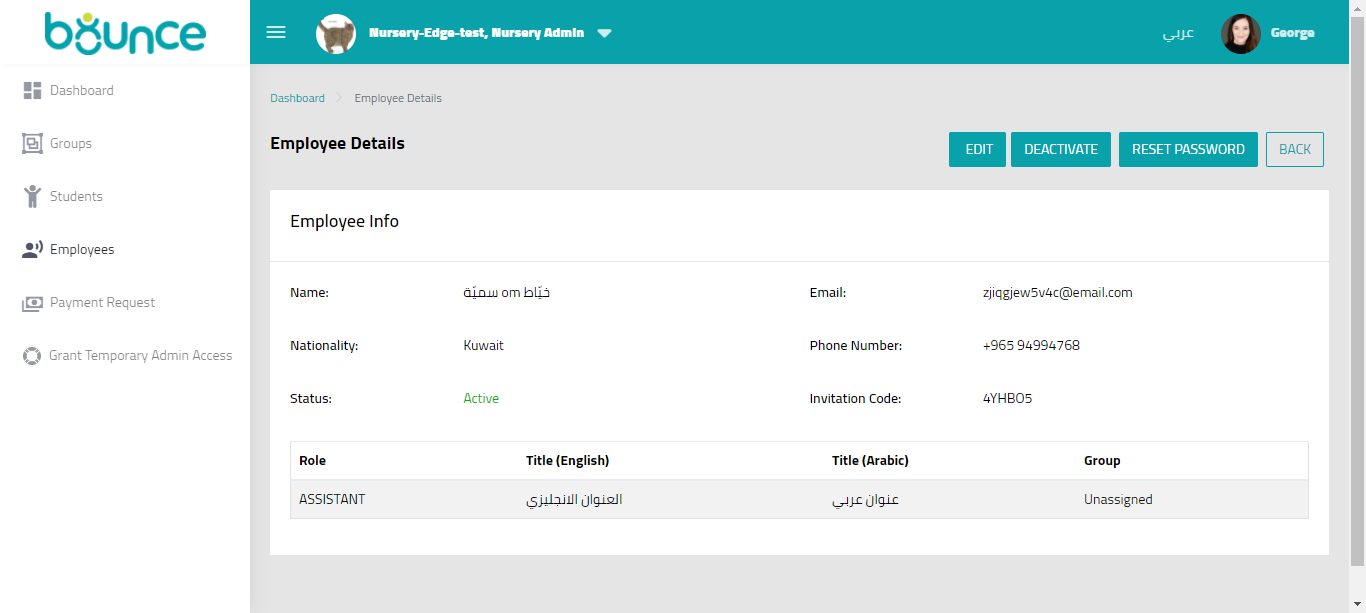 bounce
Nursery-Edge-test, Nursery Admin
عربي
George
Dashboard
Groups
Students
Employees
Payment Request
Grant Temporary Admin Access
Dashboard > Employee Details
Employee Details
EDIT DEACTIVATE RESET PASSWORD BACK
Employee Info
Name: سميّة om خيّاط Email: zjiqgjew5v4c@email.com
Nationality: Kuwait Phone Number: +965 94994768
Status: Active Invitation Code: 4YHBO5
Role Title (English) Title (Arabic) Group
ASSISTANT العنوان الانجليزي عنوان عربي Unassigned